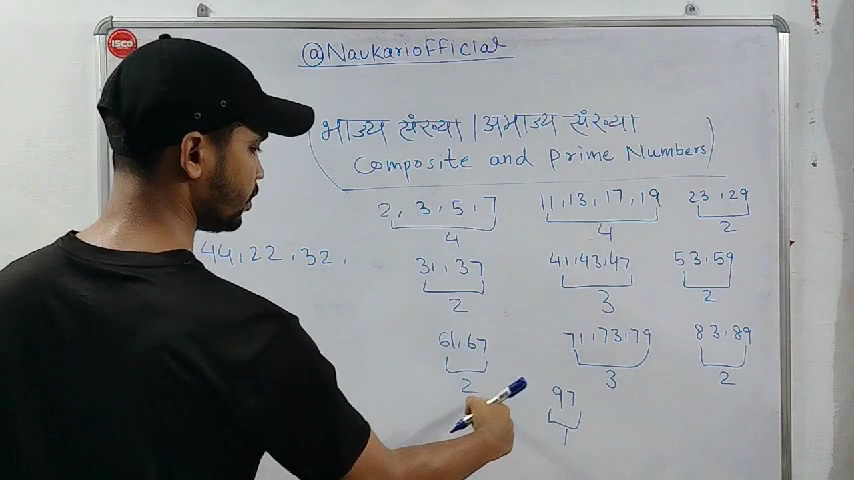 ISCO
@Naukariofficial
भाज्य संख्या | अभाज्य संख्या
Composite and Prime Numbers
2, 3, 5, 7 11, 13, 17, 19 23, 29
4 4 2
44, 22, 32, 31, 37 41, 43, 47 53, 59
2 3 2
61, 67 71, 73, 79 83, 89
2 3 2
97
1